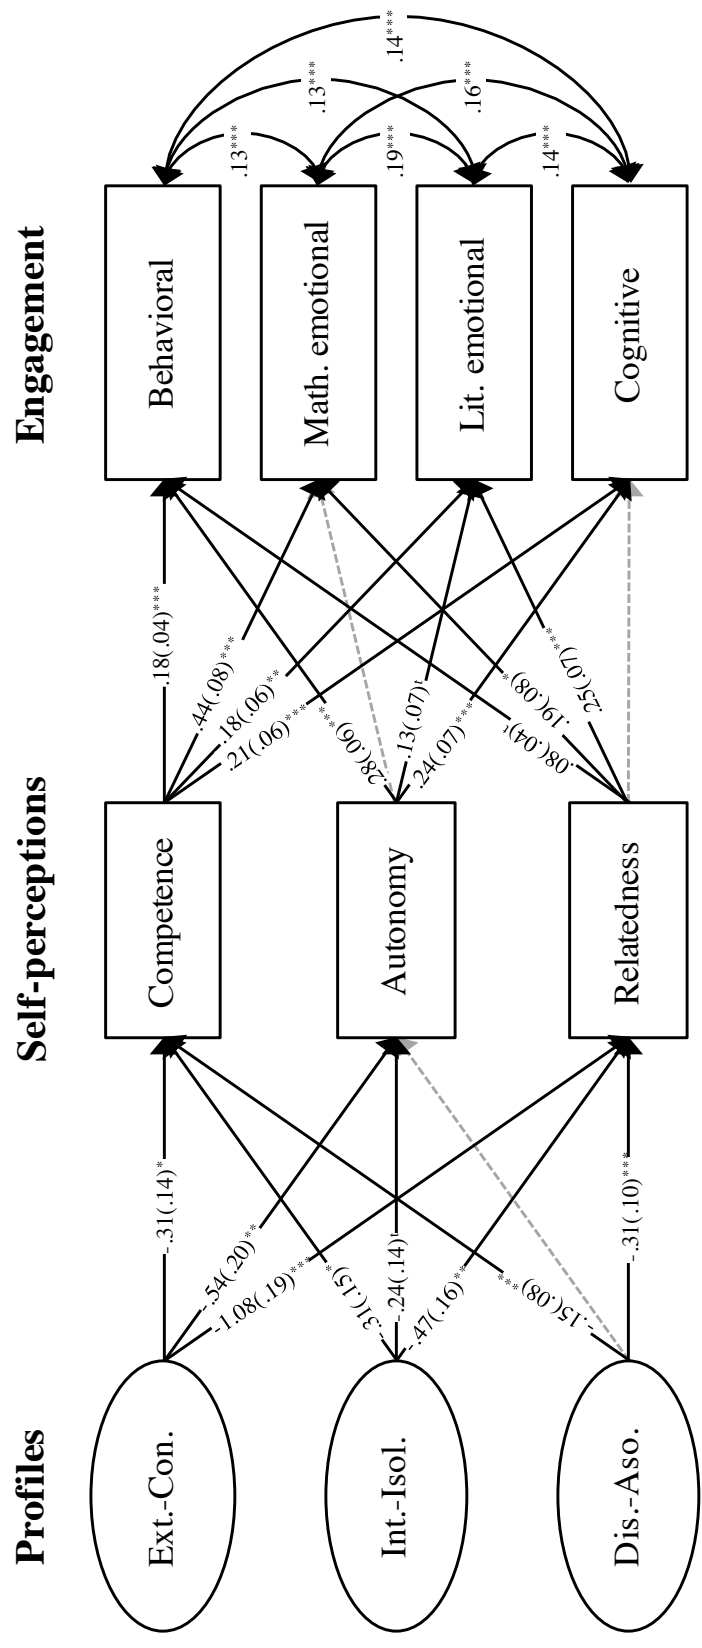 Profiles
Self-perceptions
Engagement
Ext.-Con.
Int.-Isol.
Dis.-Aso.
-.31(.14)*
-.54(.20)**
-1.08(.19)***
-.31(.15)*
-.24(.14)ᵗ
-.47(.16)**
-.15(.08)***
-.31(.10)***
Competence
Autonomy
Relatedness
.18(.04)***
.44(.08)***
.18(.06)**
.21(.06)***
.28(.06)***
.13(.07)ᵗ
.24(.07)***
.08(.04)ᵗ
.19(.08)*
.25(.07)***
Behavioral
Math. emotional
Lit. emotional
Cognitive
.13***
.13***
.14***
.19***
.16***
.14***